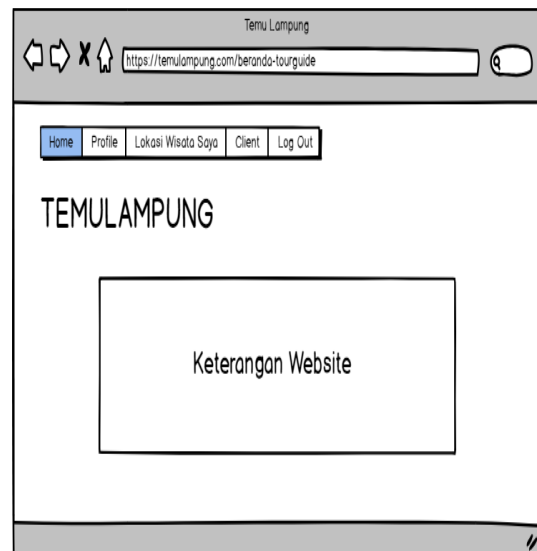 Temu Lampung
https://temulampung.com/beranda-tourguide
Home Profile Lokasi Wisata Saya Client Log Out
TEMULAMPUNG
Keterangan Website